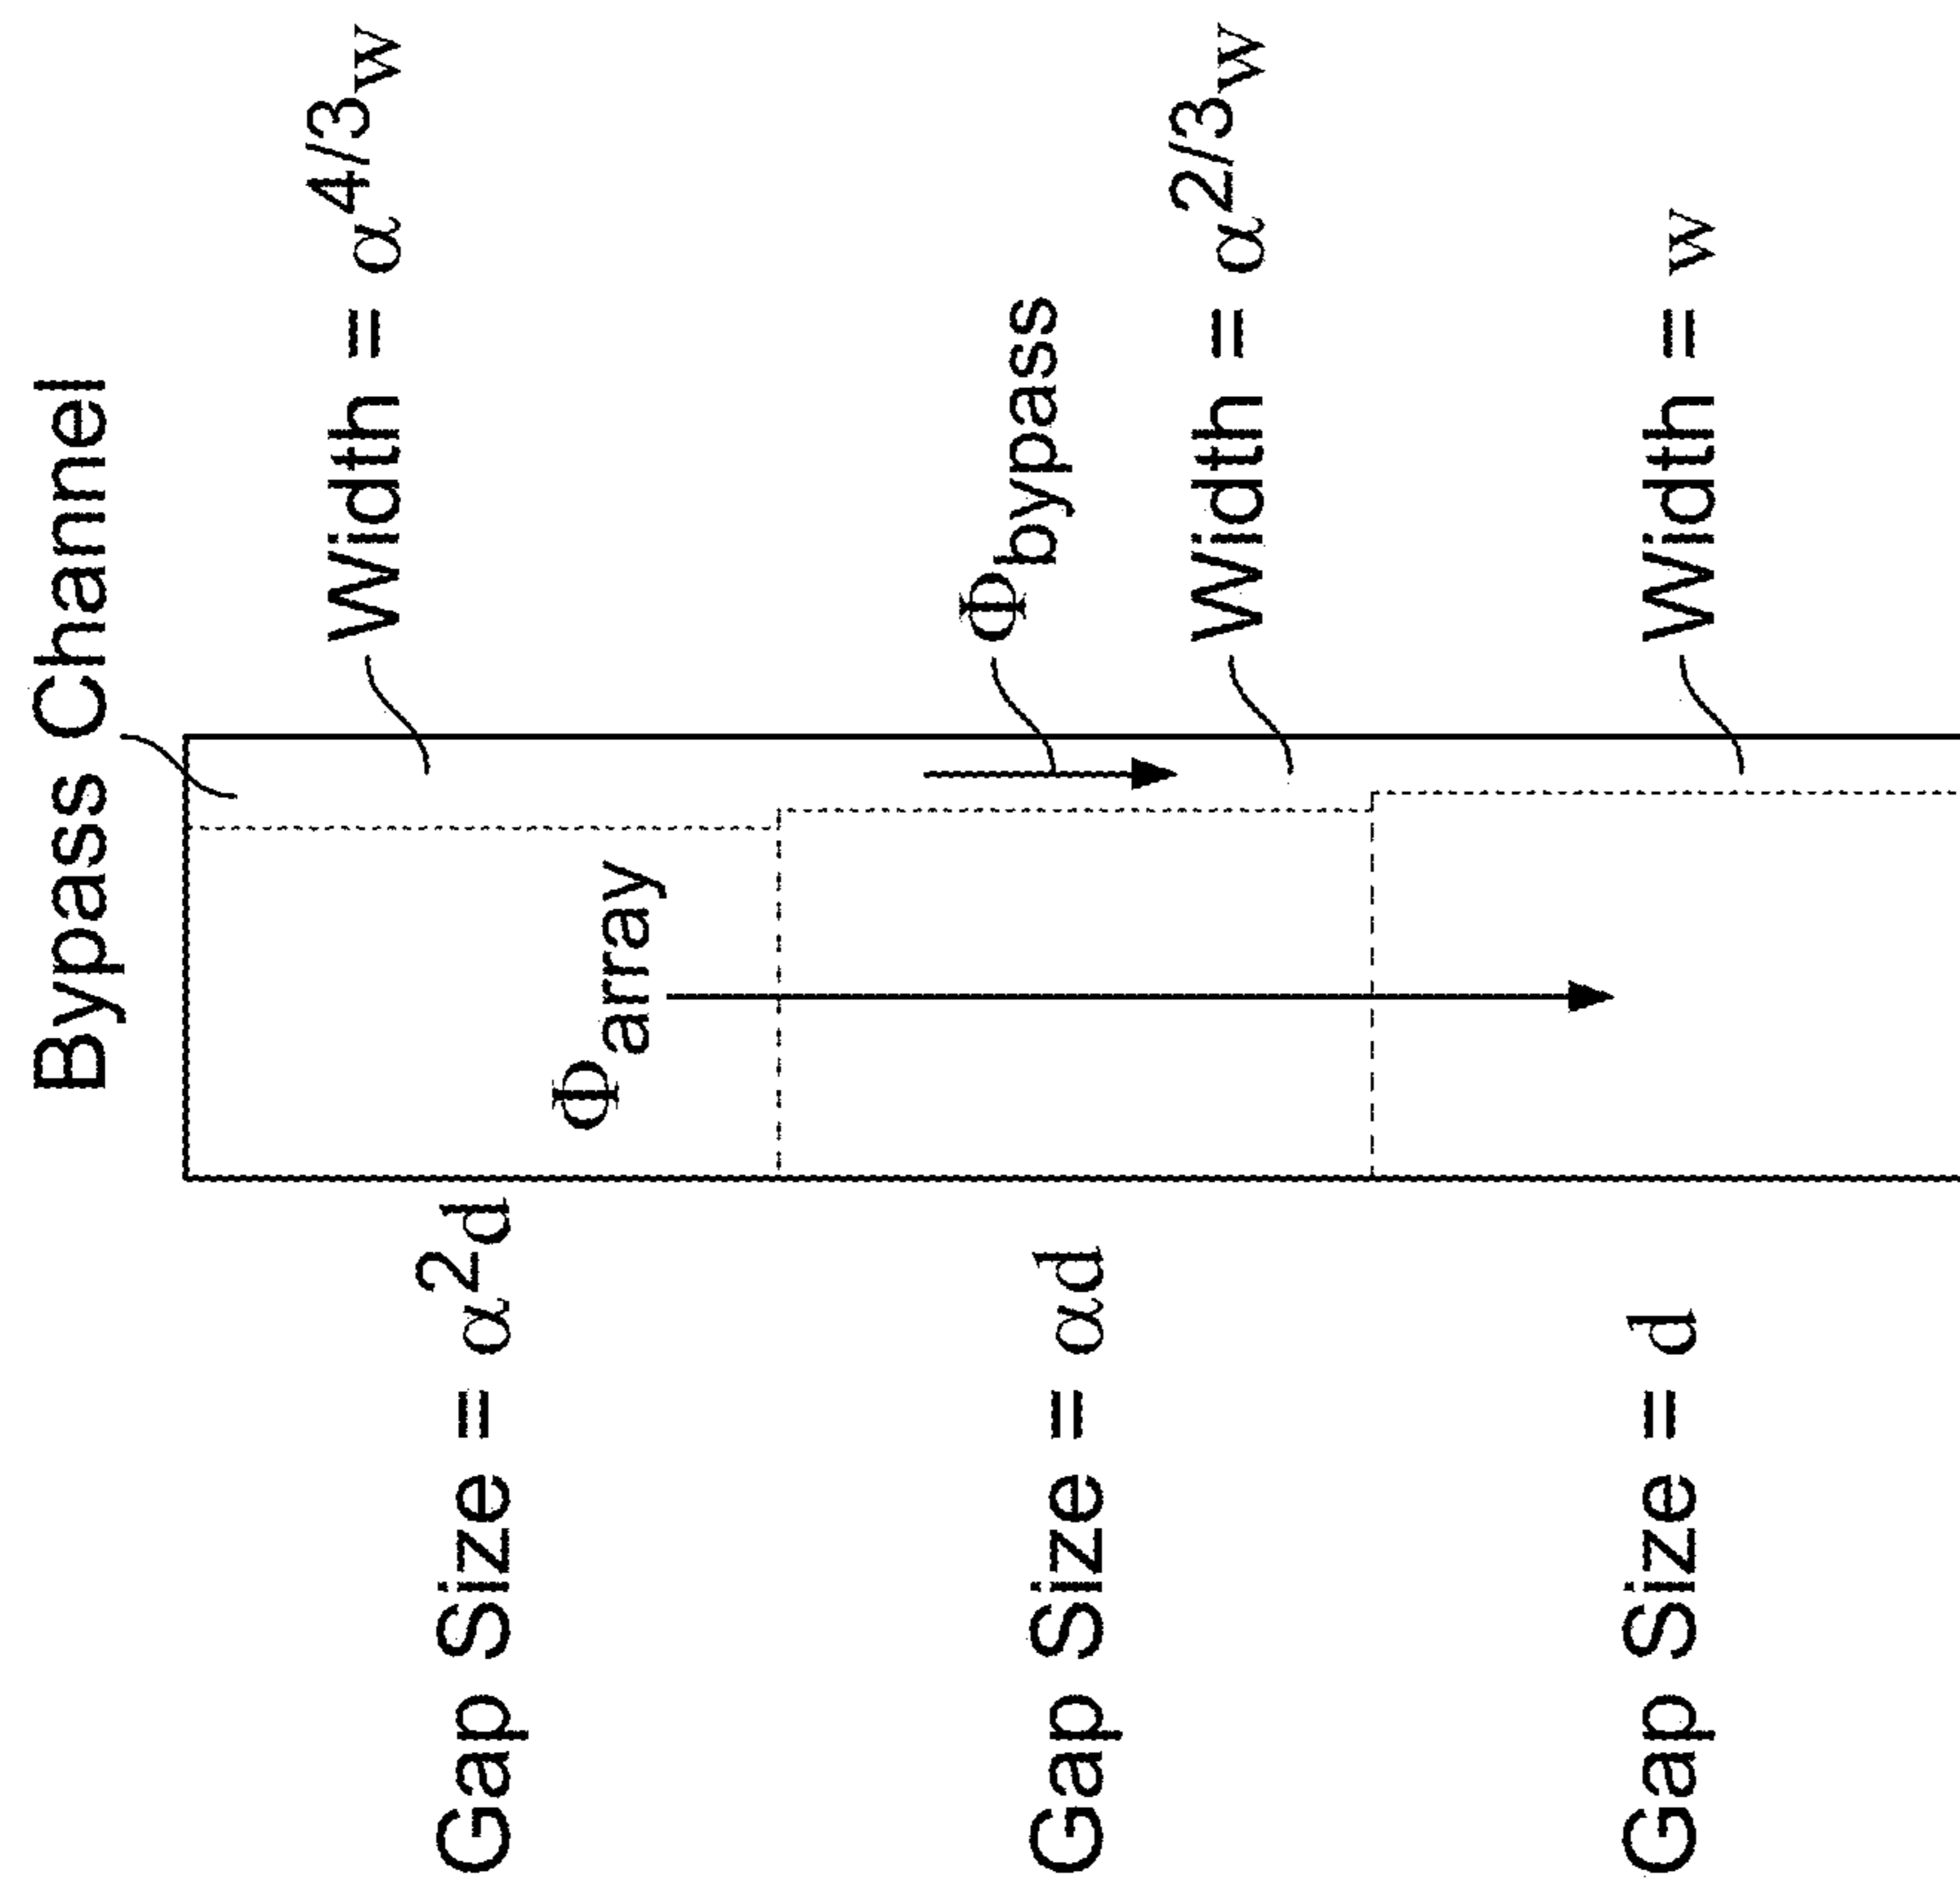 Bypass Channel
Width = α^4/3w
Gap Size = α^2d
Φarray
Φbypass
Gap Size = αd
Width = α^2/3w
Gap Size = d
Width = w